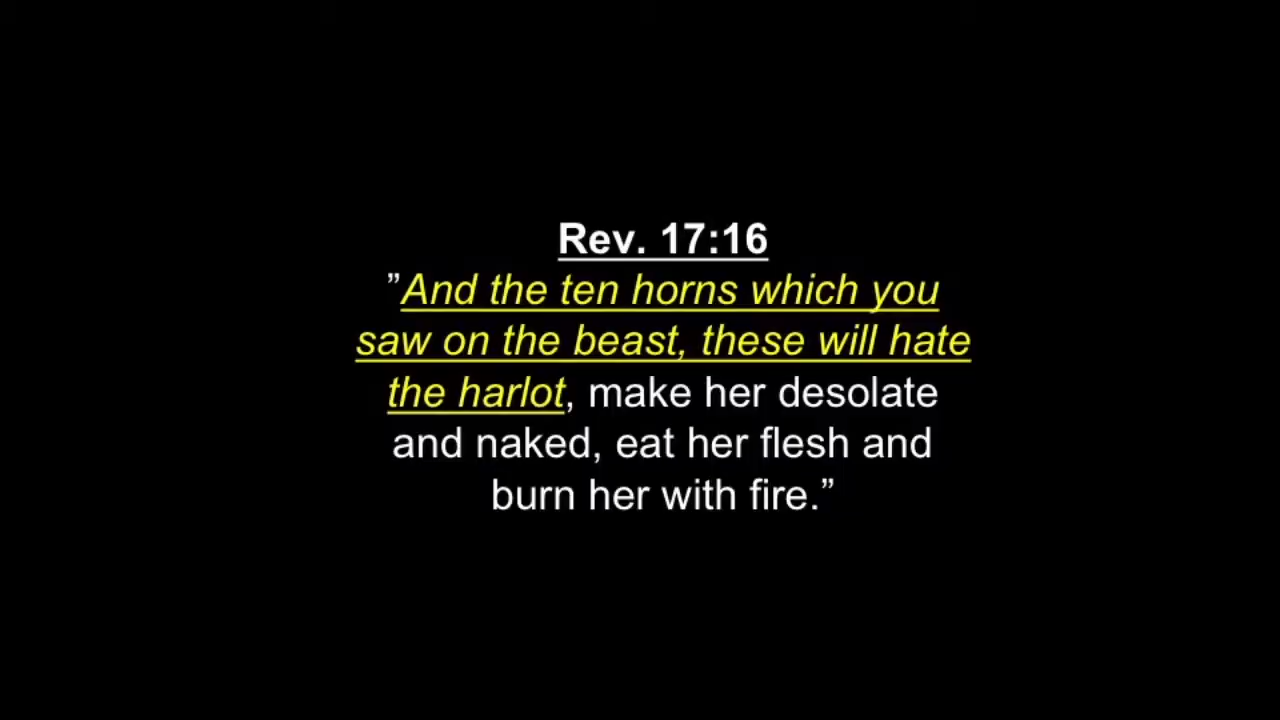 Rev. 17:16
”And the ten horns which you
saw on the beast, these will hate
the harlot, make her desolate
and naked, eat her flesh and
burn her with fire.”